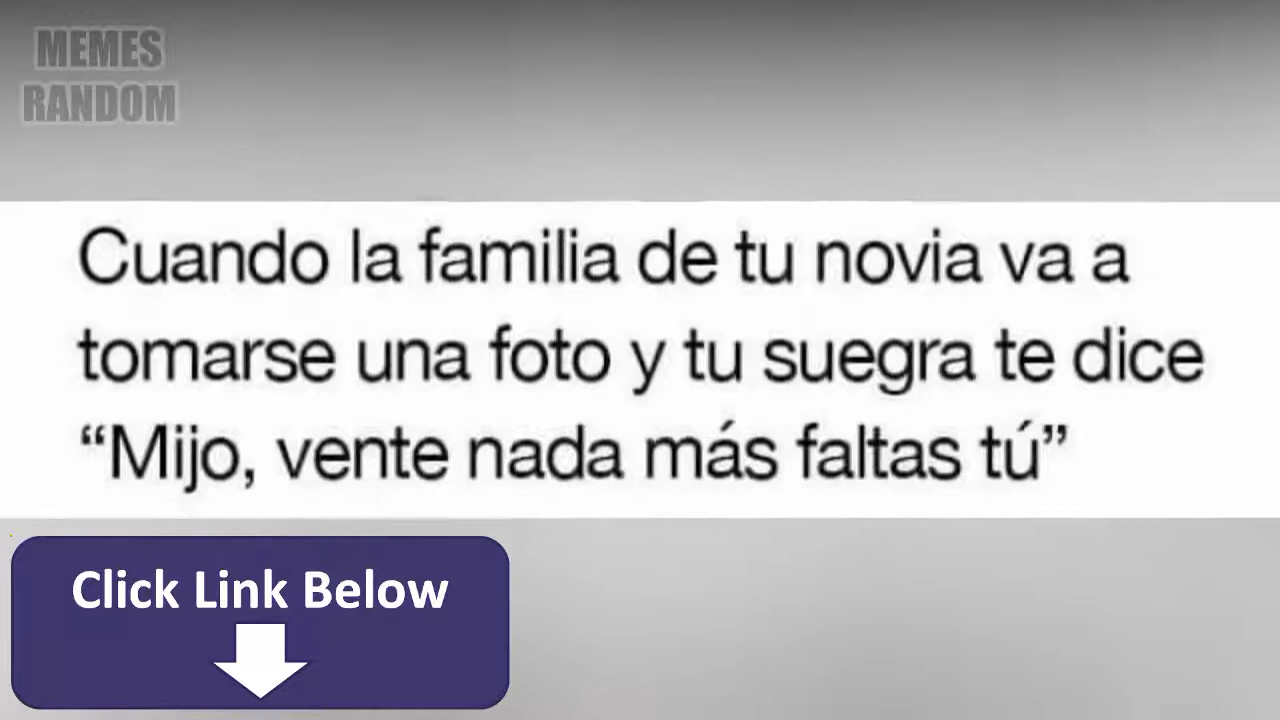 MEMES
RANDOM
Cuando la familia de tu novia va a
tomarse una foto y tu suegra te dice
“Mijo, vente nada más faltas tú”
Click Link Below